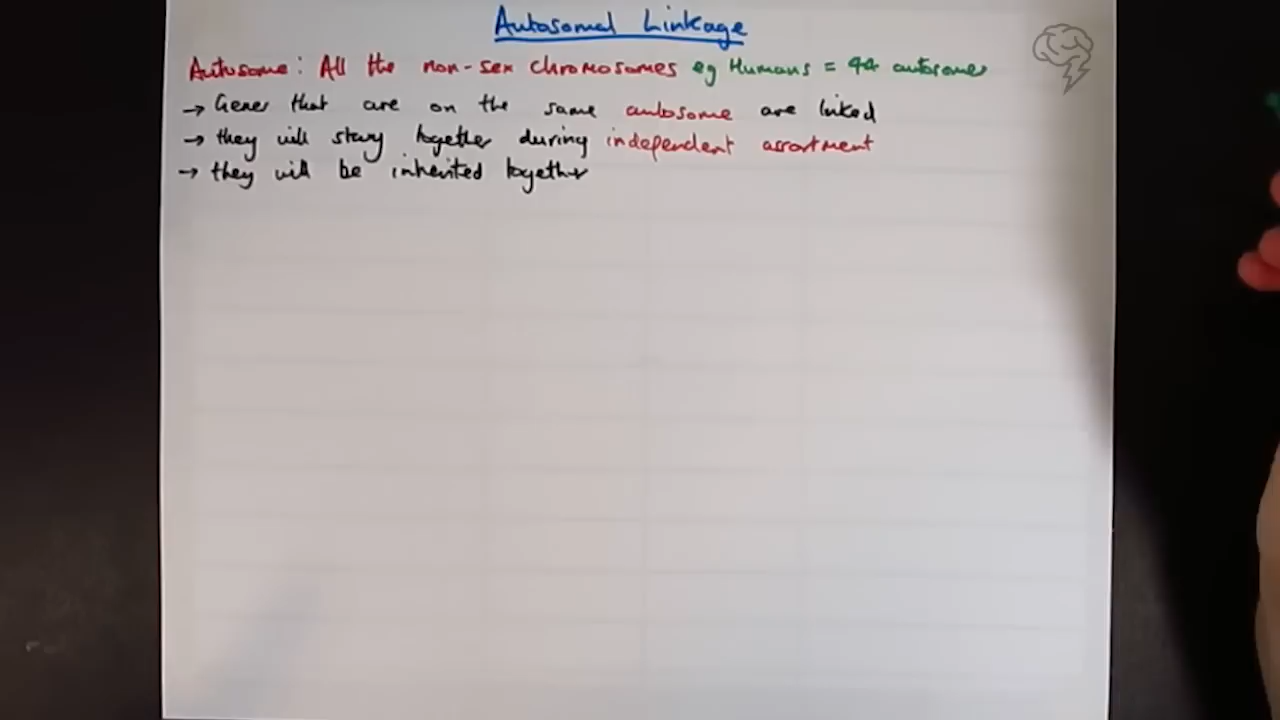 Autosomal Linkage
Autosome: All the non-sex chromosomes eg Humans = 44 autosomes
→ Genes that are on the same autosome are linked
→ they will stay together during independent assortment
→ they will be inherited together